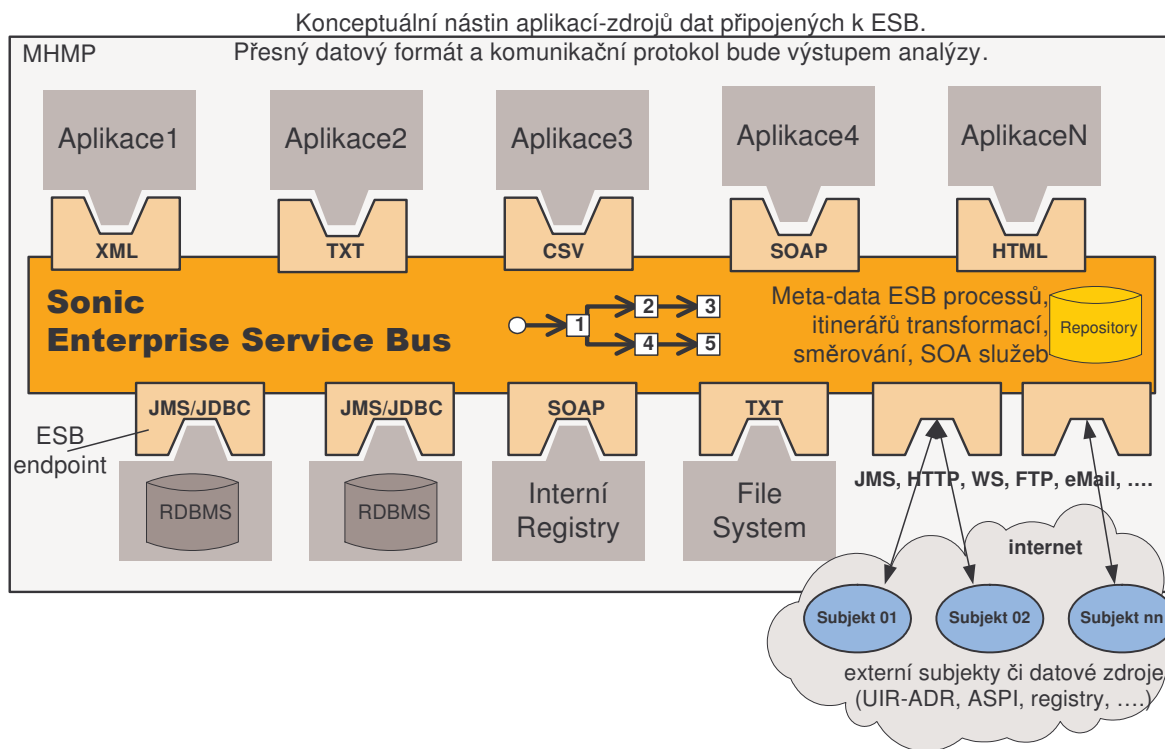 Konceptuální nástin aplikací-zdrojů dat připojených k ESB.
MHMP
Přesný datový formát a komunikační protokol bude výstupem analýzy.
Aplikace1
Aplikace2
Aplikace3
Aplikace4
AplikaceN
XML
TXT
CSV
SOAP
HTML
Sonic
Enterprise Service Bus
1
2
3
4
5
Meta-data ESB processů,
itinerářů transformací,
směrování, SOA služeb
Repository
JMS/JDBC
JMS/JDBC
SOAP
TXT
ESB
endpoint
RDBMS
RDBMS
Interní
Registry
File
System
JMS, HTTP, WS, FTP, eMail, ....
internet
Subjekt 01
Subjekt 02
Subjekt nn
externí subjekty či datové zdroje
(UIR-ADR, ASPI, registry, ....)